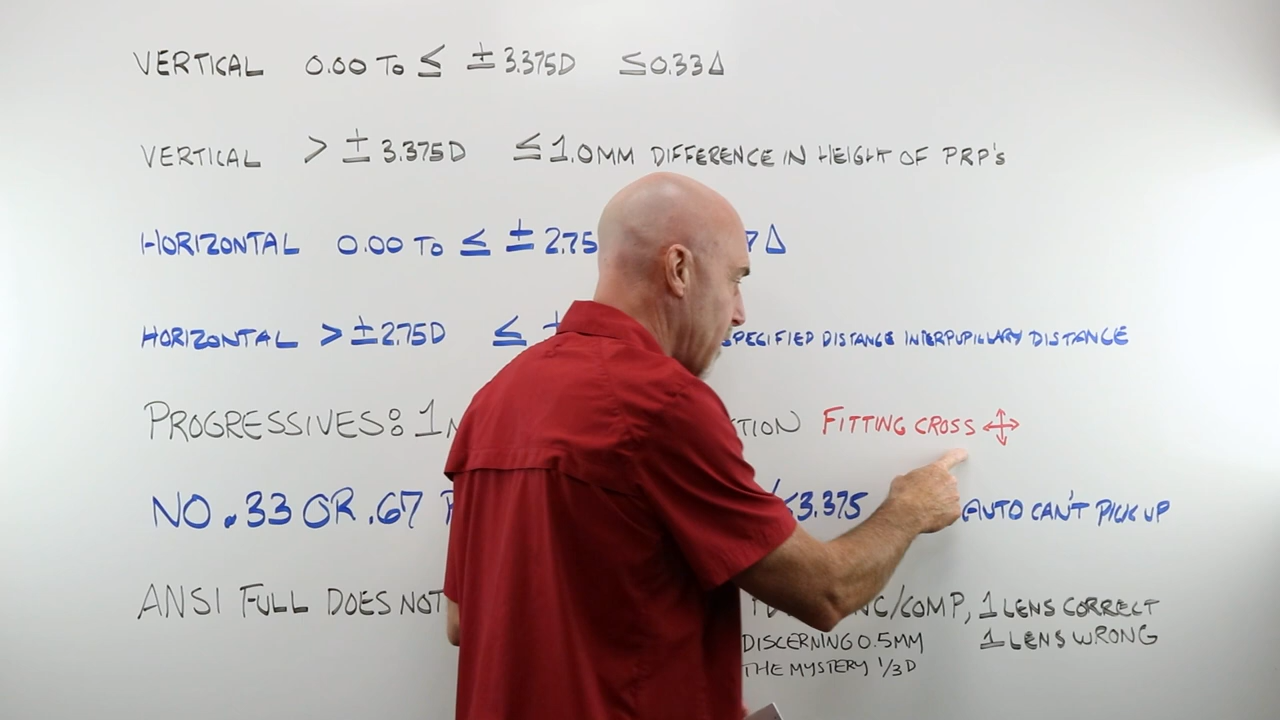 VERTICAL 0.00 TO ≤ ± 3.375D ≤0.33Δ
VERTICAL > ± 3.375D ≤ 1.0MM DIFFERENCE IN HEIGHT OF PRP's
HORIZONTAL 0.00 TO ≤ ± 2.75 7 Δ
HORIZONTAL > ±2.75D ≤ SPECIFIED DISTANCE INTERPUPILLARY DISTANCE
PROGRESSIVES: 1 TION FITTING CROSS
NO .33 OR .67 ≤3.375 AUTO CAN'T PICK UP
ANSI FULL DOES NOT NC/COMP, 1 LENS CORRECT
DISCERNING 0.5MM 1 LENS WRONG
THE MYSTERY 1/3 D